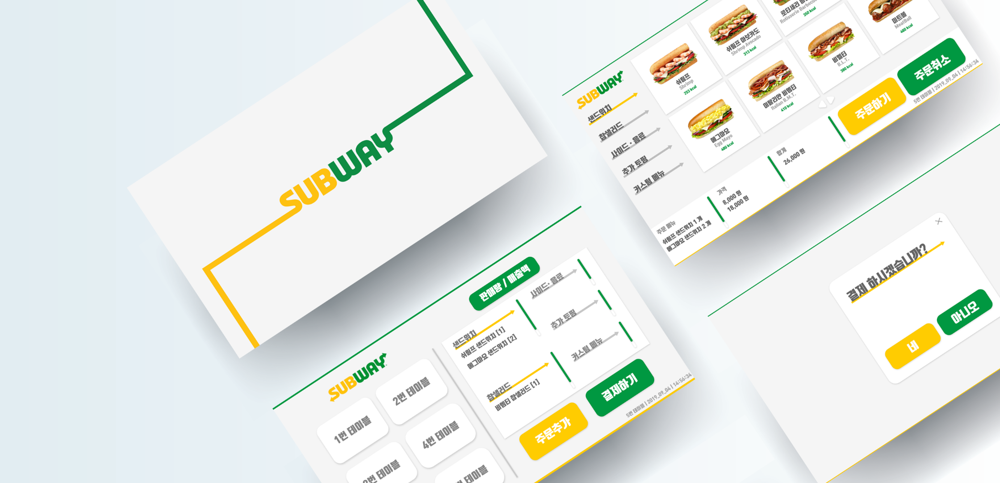 SUBWAY
SUBWAY
샌드위치
찹샐러드
사이드 · 음료
추가 토핑
커스텀 메뉴
로티세리
Rotisserie Barbecue
350 kcal
미트볼
MeatBall
480 kcal
쉬림프 아보카도
Shrimp Avocado
313 kcal
비엘티
B.L.T.
380 kcal
쉬림프
Shrimp
253 kcal
이탈리안 비엠티
Italian B.M.T.
410 kcal
에그마요
Egg Mayo
480 kcal
주문 메뉴
쉬림프 샌드위치 1 개
에그마요 샌드위치 2 개
가격
8,000 원
18,000 원
합계
26,000 원
주문하기
주문취소
5번 테이블 | 2019_09_04 | 14:56:34
SUBWAY
1번 테이블
2번 테이블
4번 테이블
번 테이블
테이블
판매량 / 매출액
샌드위치
쉬림프 샌드위치 [1]
에그마요 샌드위치 [2]
찹샐러드
비엠티 찹샐러드 [1]
사이드· 음료
추가 토핑
커스텀 메뉴
주문추가
결제하기
5번 테이블 | 2019_09_04 | 14:56:34
결제 하시겠습니까?
네
아니오